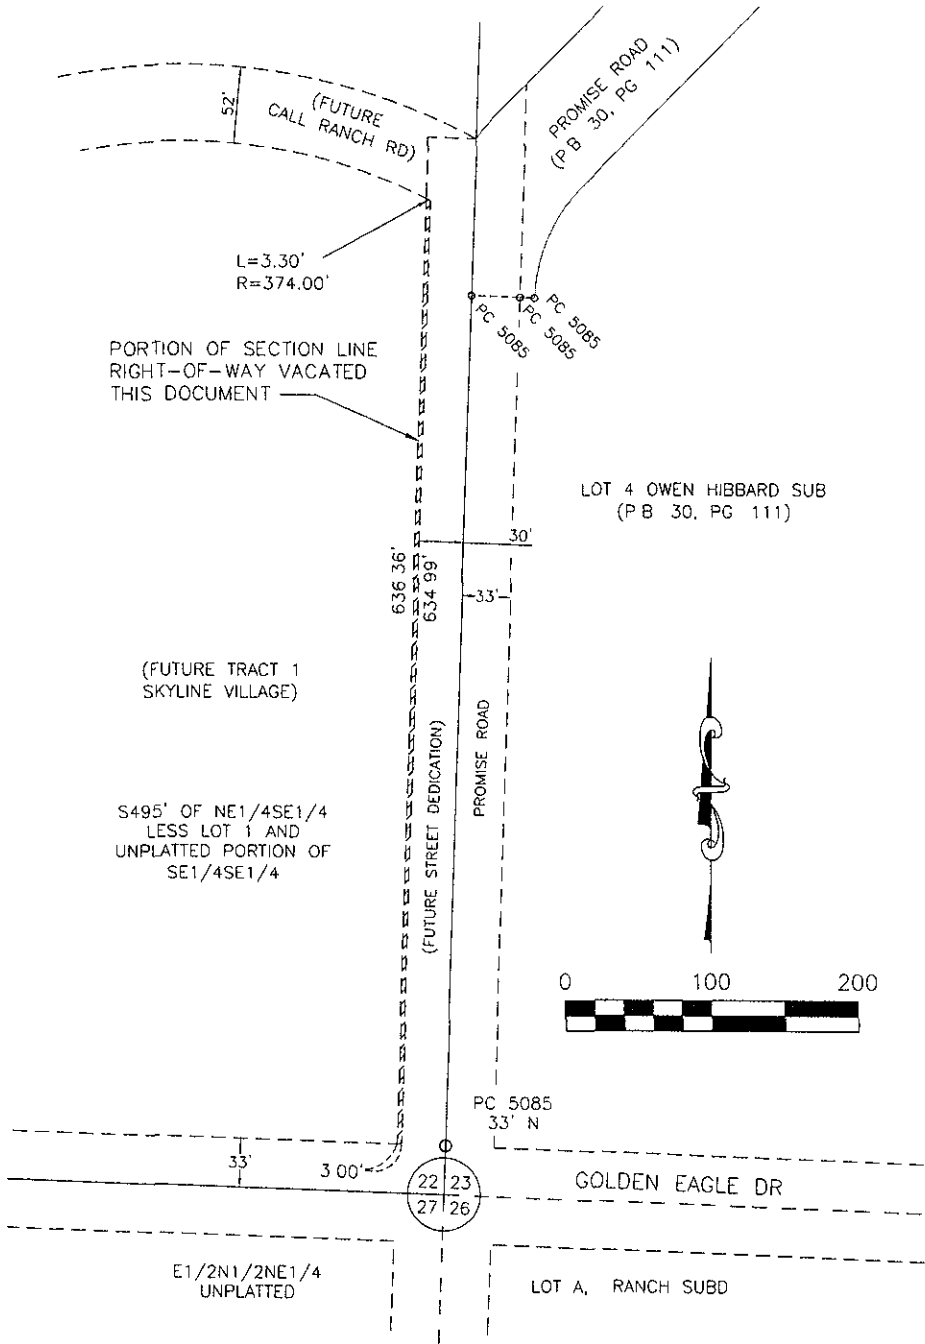 PROMISE ROAD
(P B 30, PG 111)
52'
(FUTURE
CALL RANCH RD)
L=3.30'
R=374.00'
PC 5085
PC 5085
PC 5085
PORTION OF SECTION LINE
RIGHT-OF-WAY VACATED
THIS DOCUMENT
LOT 4 OWEN HIBBARD SUB
(P B 30, PG 111)
30'
636 36'
634 99'
33'
(FUTURE TRACT 1
SKYLINE VILLAGE)
(FUTURE STREET DEDICATION)
PROMISE ROAD
S495' OF NE1/4SE1/4
LESS LOT 1 AND
UNPLATTED PORTION OF
SE1/4SE1/4
0 100 200
PC 5085
33' N
33'
3 00'
22 23
27 26
GOLDEN EAGLE DR
E1/2N1/2NE1/4
UNPLATTED
LOT A, RANCH SUBD